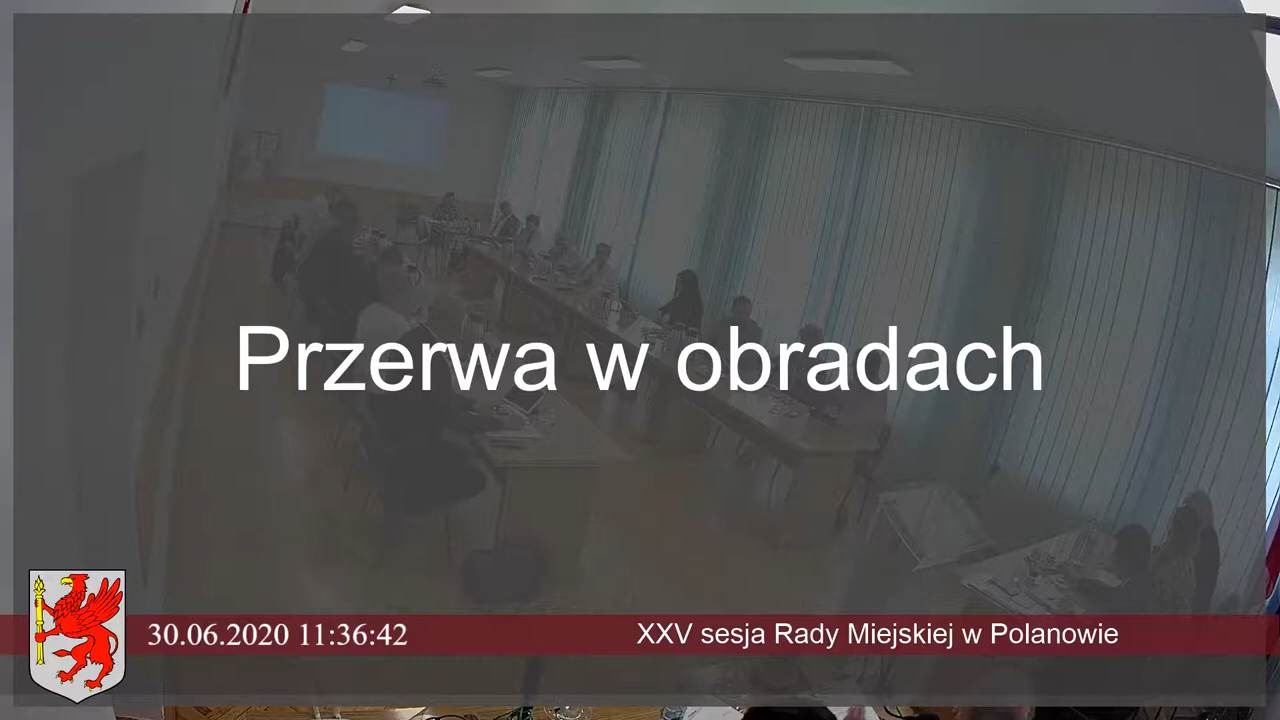 Przerwa w obradach
30.06.2020 11:36:42
XXV sesja Rady Miejskiej w Polanowie